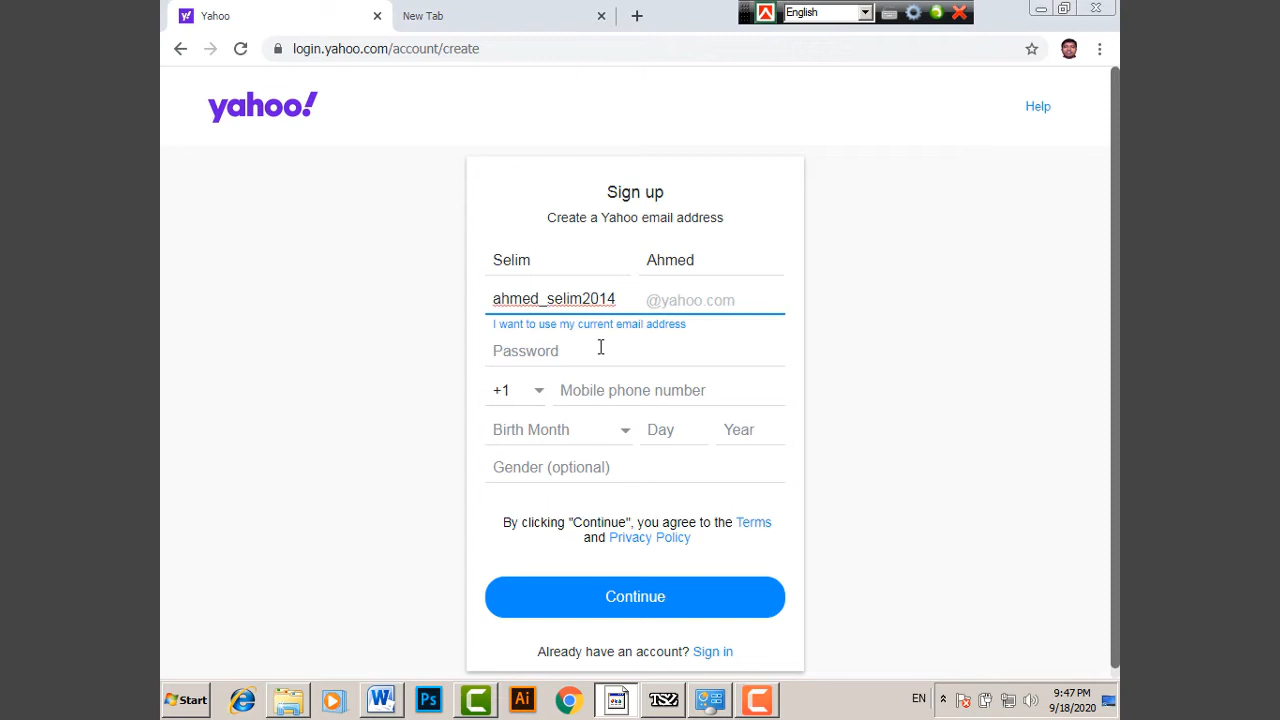 Yahoo
New Tab
English
login.yahoo.com/account/create
yahoo!
Help
Sign up
Create a Yahoo email address
Selim Ahmed
ahmed_selim2014 @yahoo.com
I want to use my current email address
Password
+1 Mobile phone number
Birth Month Day Year
Gender (optional)
By clicking "Continue", you agree to the Terms
and Privacy Policy
Continue
Already have an account? Sign in
Start
W
Ps
C
Ai
TS2
C
EN
9:47 PM
9/18/2020